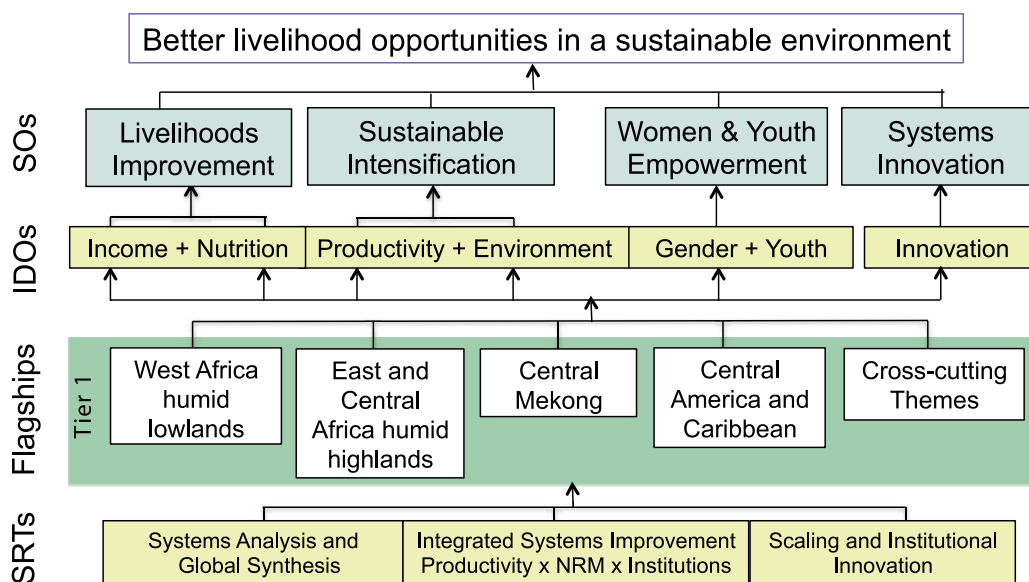 Better livelihood opportunities in a sustainable environment
SOs
Livelihoods
Improvement
Sustainable
Intensification
Women & Youth
Empowerment
Systems
Innovation
IDOs
Income + Nutrition
Productivity + Environment
Gender + Youth
Innovation
Flagships
Tier 1
West Africa
humid
lowlands
East and
Central
Africa humid
highlands
Central
Mekong
Central
America and
Caribbean
Cross-cutting
Themes
SRTs
Systems Analysis and
Global Synthesis
Integrated Systems Improvement
Productivity x NRM x Institutions
Scaling and Institutional
Innovation